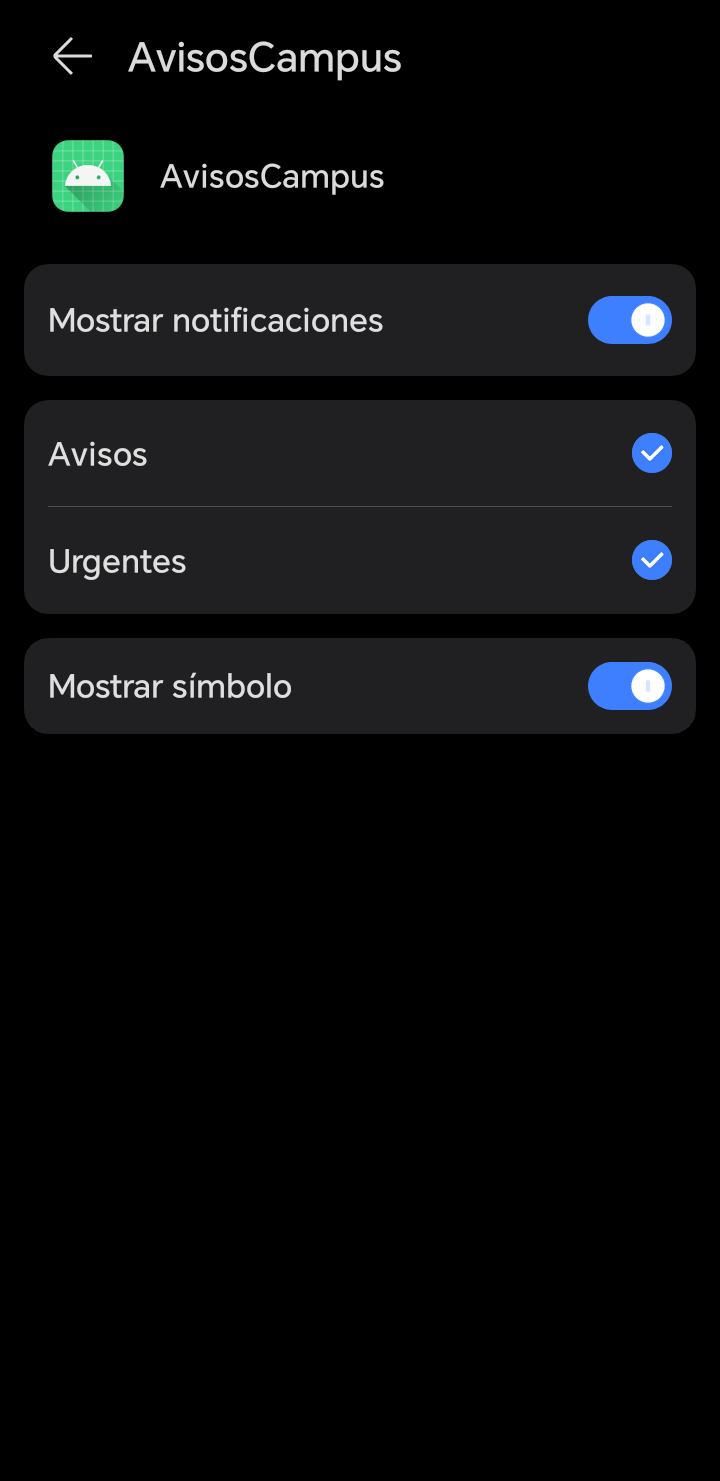 AvisosCampus
AvisosCampus
Mostrar notificaciones
Avisos
Urgentes
Mostrar símbolo